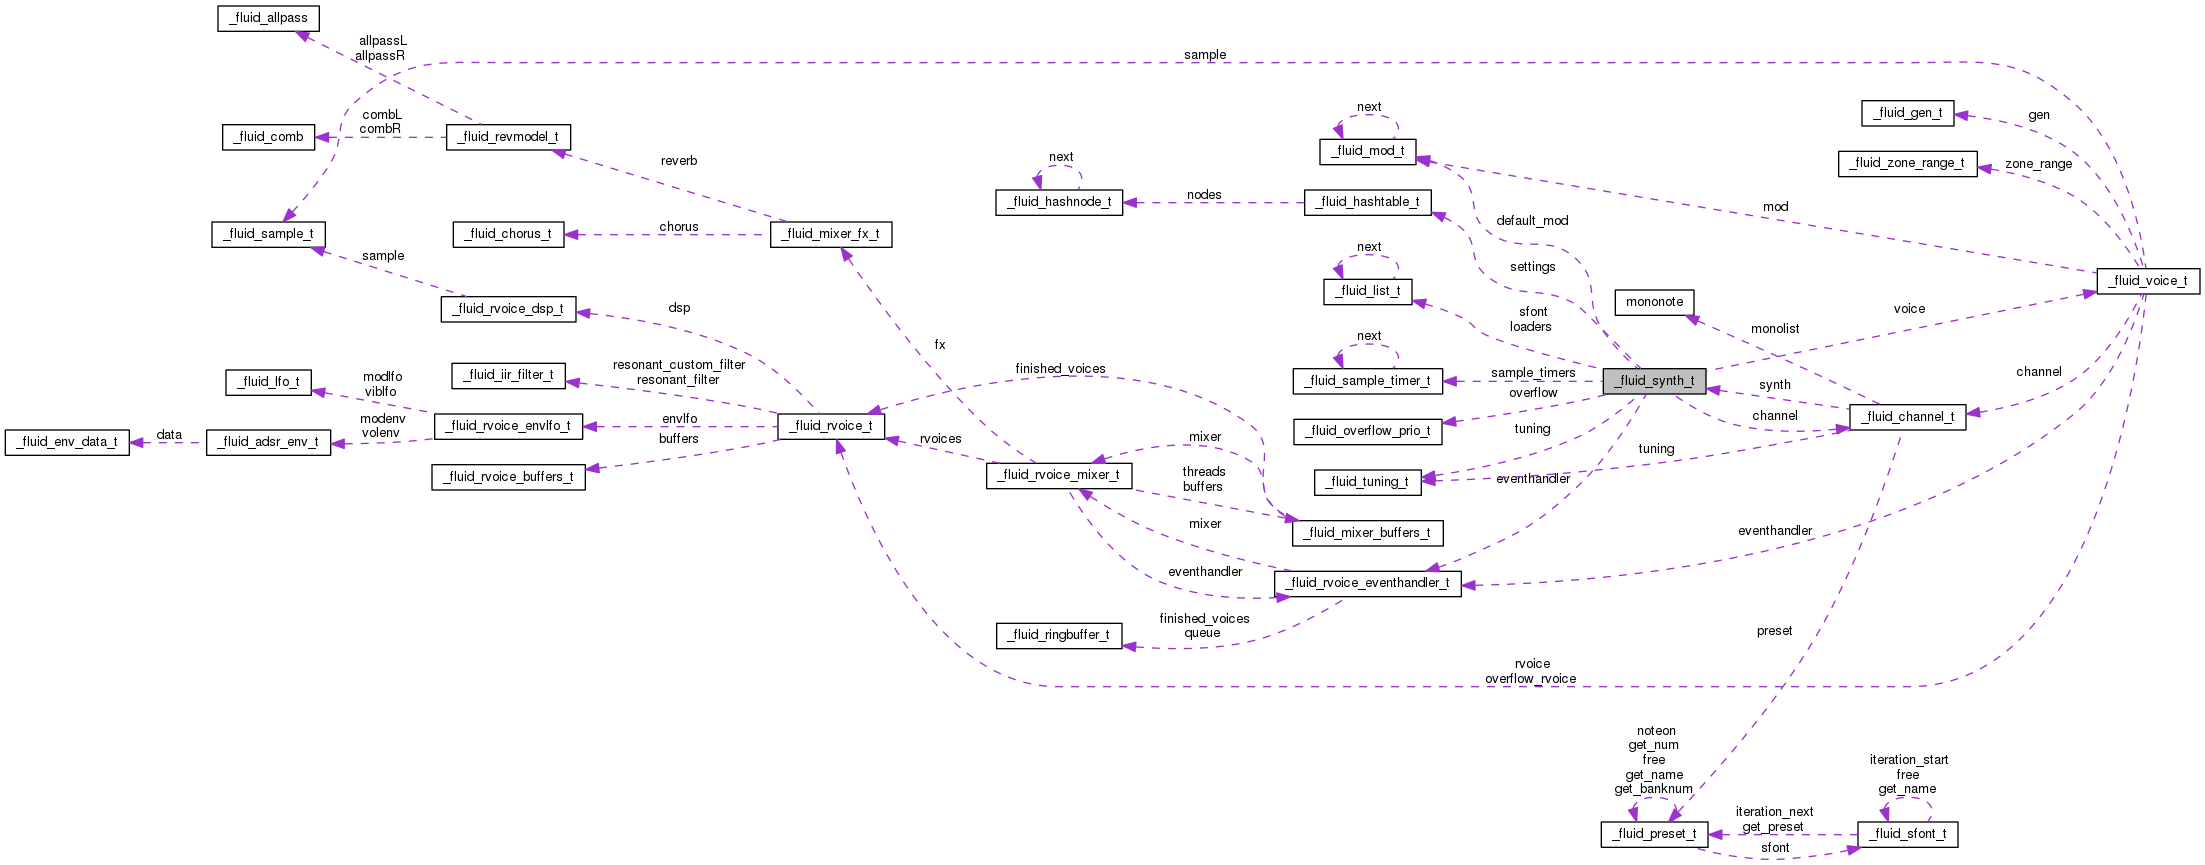 _fluid_allpass
allpassL
allpassR
sample
next
_fluid_gen_t
gen
combL
combR
_fluid_comb
_fluid_revmodel_t
_fluid_mod_t
reverb
next
_fluid_zone_range_t
zone_range
nodes
_fluid_hashnode_t
_fluid_hashtable_t
mod
default_mod
_fluid_sample_t
chorus
_fluid_chorus_t
_fluid_mixer_fx_t
next
sample
settings
_fluid_list_t
_fluid_voice_t
_fluid_rvoice_dsp_t
dsp
sfont
loaders
mononote
voice
monolist
next
fx
resonant_custom_filter
resonant_filter
finished_voices
_fluid_iir_filter_t
_fluid_lfo_t
modlfo
viblfo
_fluid_sample_timer_t
sample_timers
_fluid_synth_t
channel
synth
overflow
_fluid_channel_t
channel
modenv
volenv
_fluid_rvoice_envlfo_t
envlfo
_fluid_rvoice_t
_fluid_overflow_prio_t
tuning
_fluid_env_data_t
data
_fluid_adsr_env_t
buffers
rvoices
mixer
tuning
_fluid_rvoice_buffers_t
_fluid_rvoice_mixer_t
threads
buffers
_fluid_tuning_t
eventhandler
mixer
_fluid_mixer_buffers_t
eventhandler
eventhandler
_fluid_rvoice_eventhandler_t
finished_voices
queue
_fluid_ringbuffer_t
preset
rvoice
overflow_rvoice
noteon
get_num
free
get_name
get_banknum
iteration_start
free
get_name
iteration_next
get_preset
_fluid_preset_t
_fluid_sfont_t
sfont